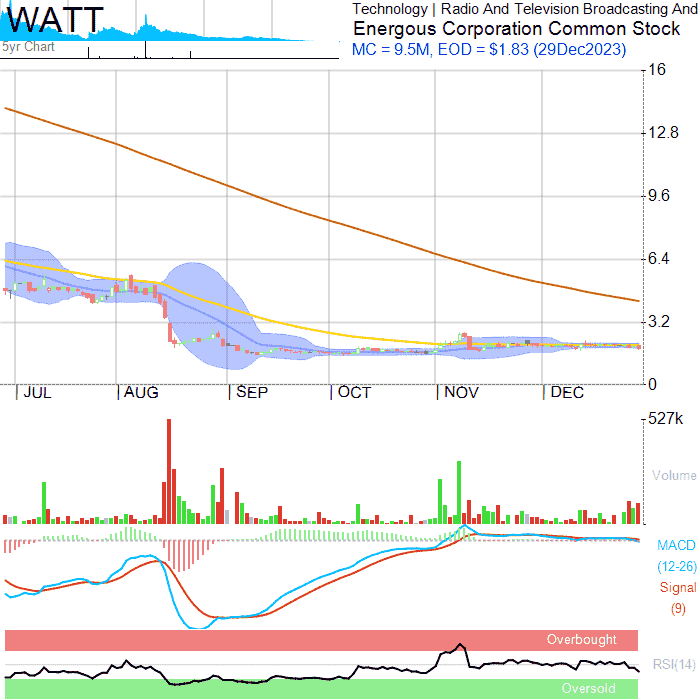 WATT
5yr Chart
Technology | Radio And Television Broadcasting And
Energous Corporation Common Stock
MC = 9.5M, EOD = $1.83 (29Dec2023)
16
12.8
9.6
6.4
3.2
0
JUL AUG SEP OCT NOV DEC
527k
Volume
MACD
(12-26)
Signal
(9)
Overbought
RSI(14)
Oversold